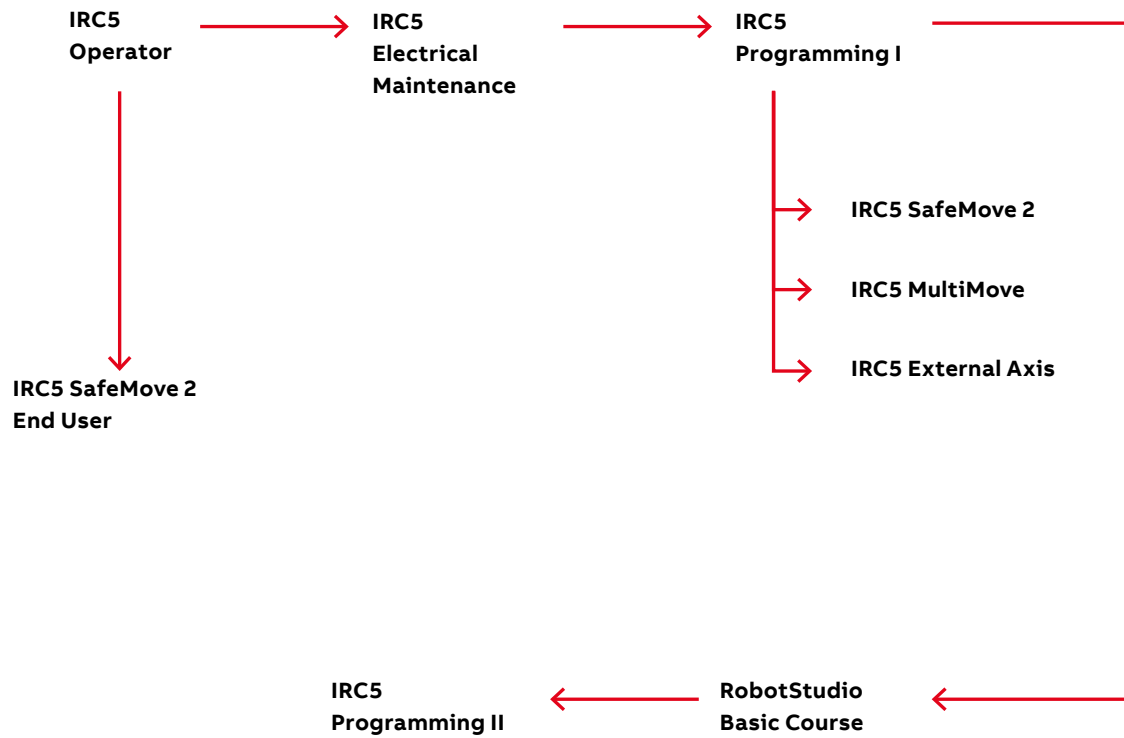 IRC5
Operator
IRC5
Electrical
Maintenance
IRC5
Programming I
IRC5 SafeMove 2
IRC5 MultiMove
IRC5 External Axis
IRC5 SafeMove 2
End User
IRC5
Programming II
RobotStudio
Basic Course